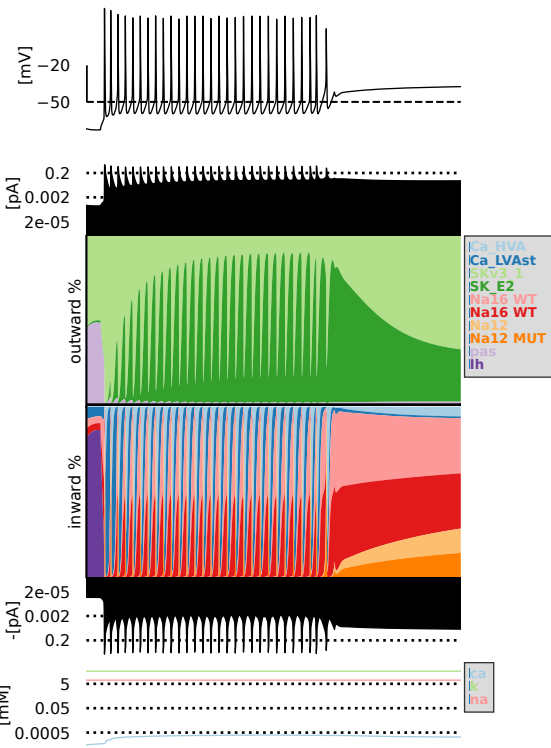 [mV]
−20
−50
[pA]
0.2
0.002
2e-05
outward %
Ca_HVA
Ca_LVAst
SKv3_1
SK_E2
Na16 WT
Na16 WT
Na12
Na12 MUT
pas
Ih
inward %
-[pA]
2e-05
0.002
0.2
[mM]
5
0.05
0.0005
ca
k
na